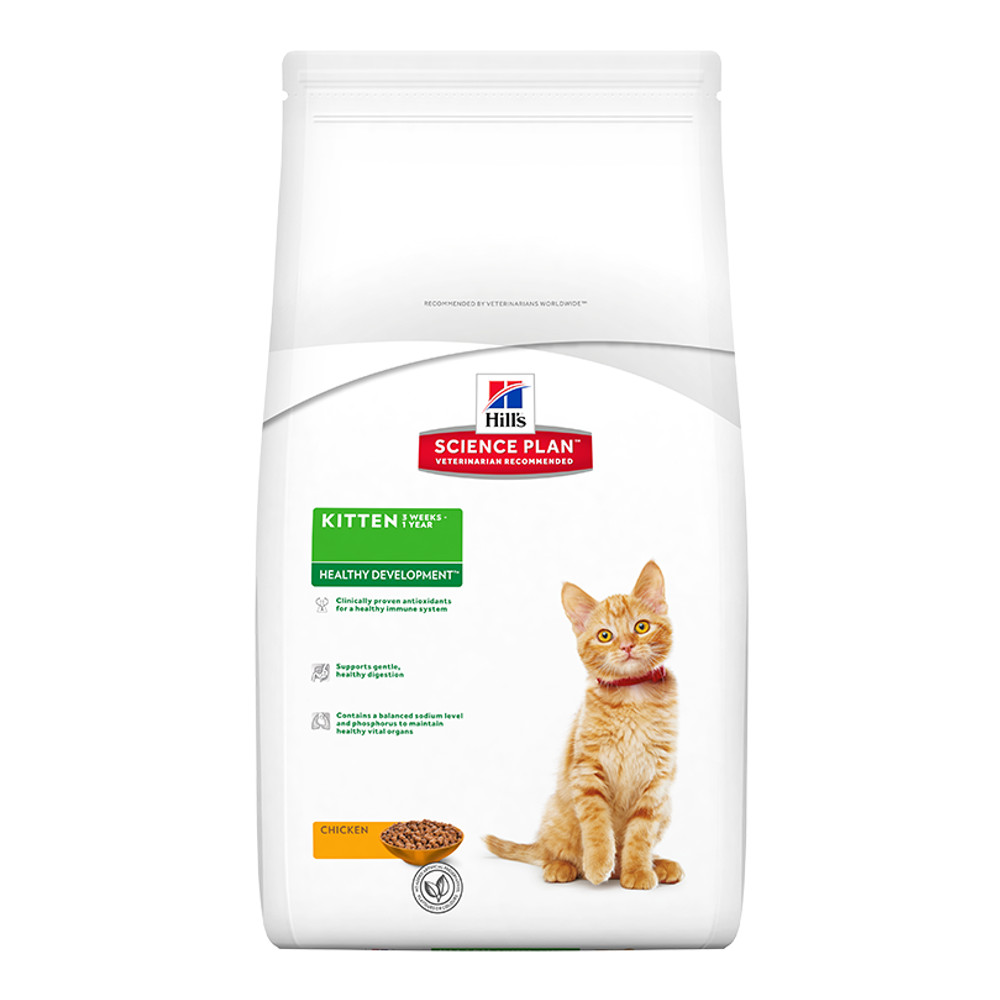 RECOMMENDED BY VETERINARIANS WORLDWIDE™
Hill's
SCIENCE PLAN™
VETERINARIAN RECOMMENDED
KITTEN 3 WEEKS -
1 YEAR
HEALTHY DEVELOPMENT™
Clinically proven antioxidants
for a healthy immune system
Supports gentle,
healthy digestion
Contains a balanced sodium level
and phosphorus to maintain
healthy vital organs
CHICKEN